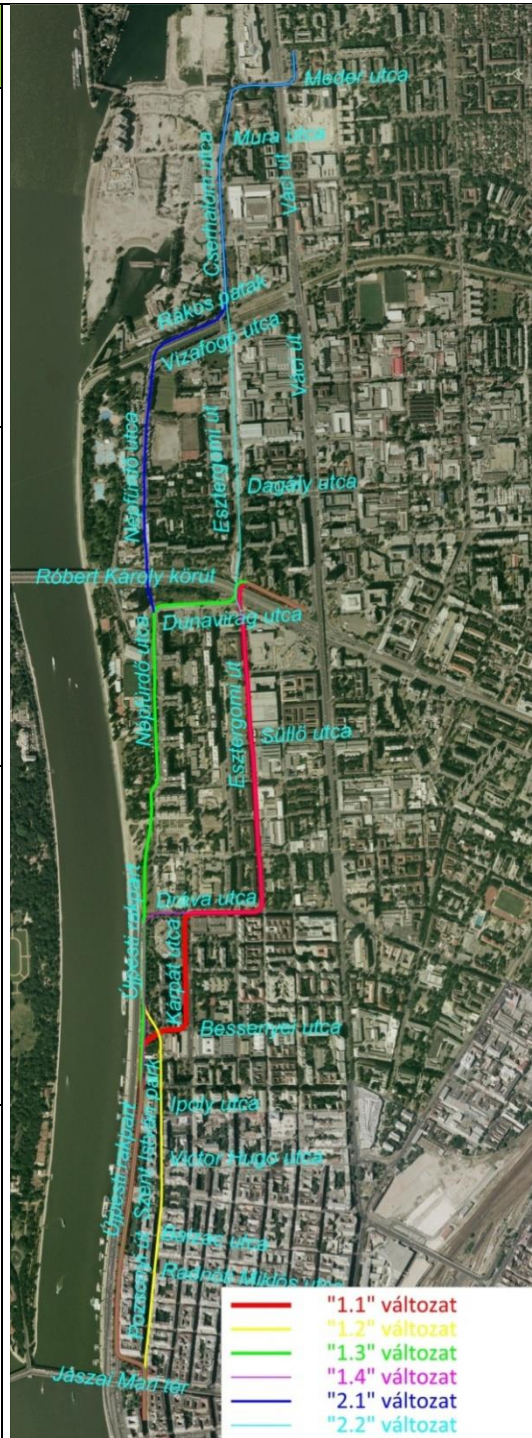 Meder utca
Mura utca
Cserhalom utca
Váci út
Rákos patak
Vizafogó utca
Váci út
Népfürdő utca
Esztergomi út
Dagály utca
Róbert Károly körút
Dunavirág utca
Népfürdő utca
Esztergomi út
Süllő utca
Dráva utca
Újpesti rakpart
Kárpát utca
Bessenyei utca
Szent István park
Ipoly utca
Victor Hugo utca
Újpesti rakpart
Balzac utca
Pozsonyi út
Radnóti Miklós utca
Jászai Mari tér
"1.1" változat
"1.2" változat
"1.3" változat
"1.4" változat
"2.1" változat
"2.2" változat